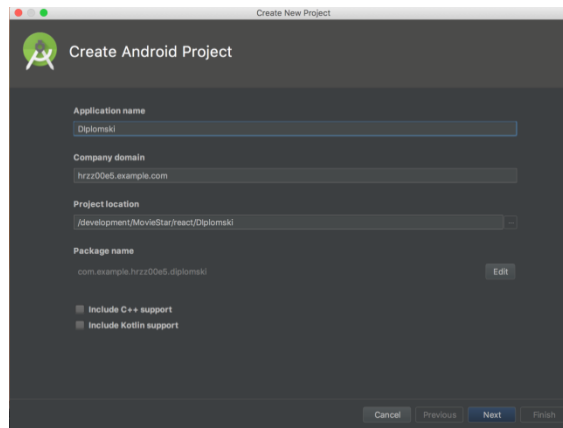 Create New Project
Create Android Project
Application name
DIplomski
Company domain
hrzz00e5.example.com
Project location
/development/MovieStar/react/DIplomski
...
Package name
com.example.hrzz00e5.diplomski
Edit
Include C++ support
Include Kotlin support
Cancel Previous Next Finish